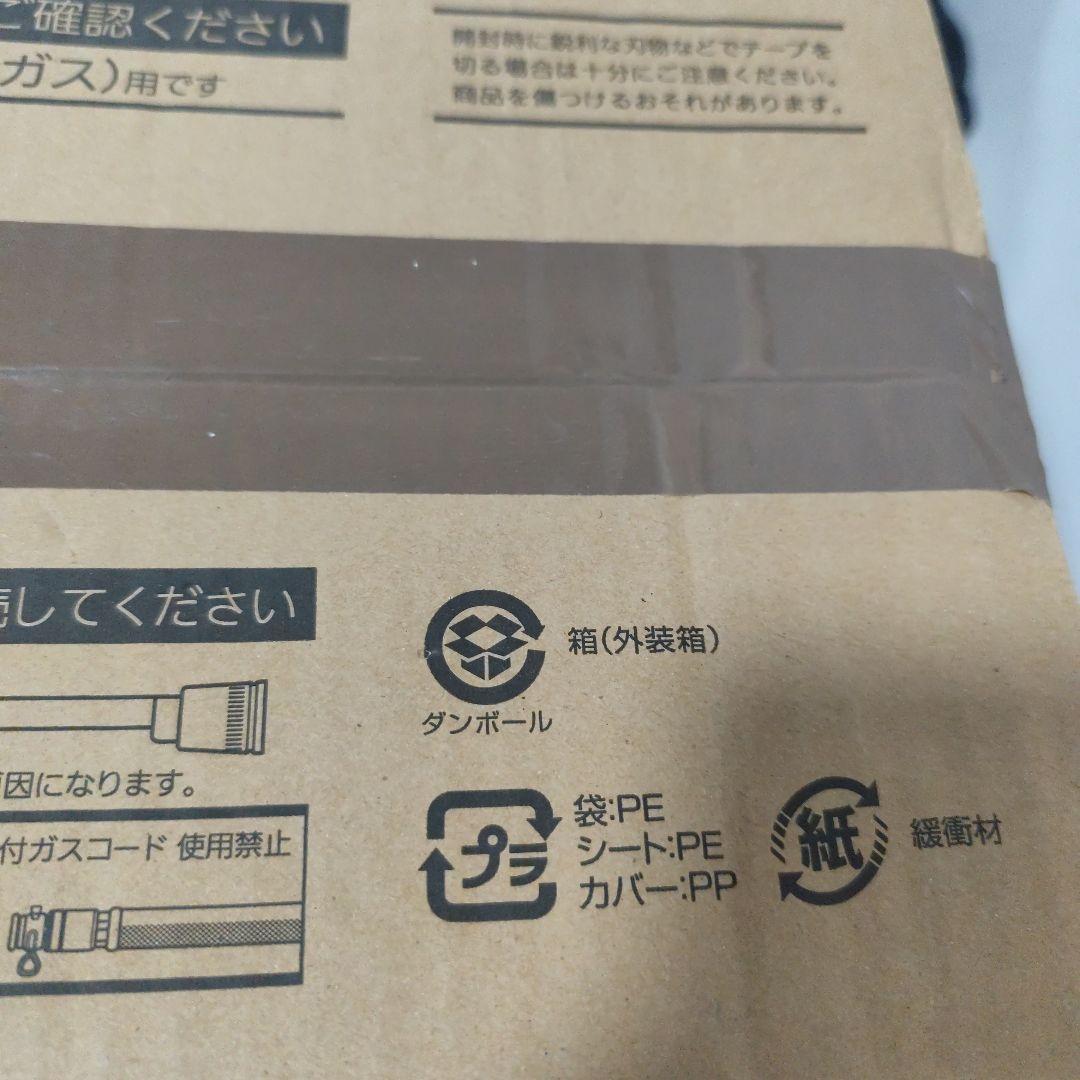 ご確認ください
ガス)用です
開封時に鋭利な刃物などでテープを
切る場合は十分にご注意ください。
商品を傷つけるおそれがあります。
してください
因になります。
付ガスコード 使用禁止
箱(外装箱)
ダンボール
プラ
袋:PE
シート:PE
カバー:PP
紙
緩衝材